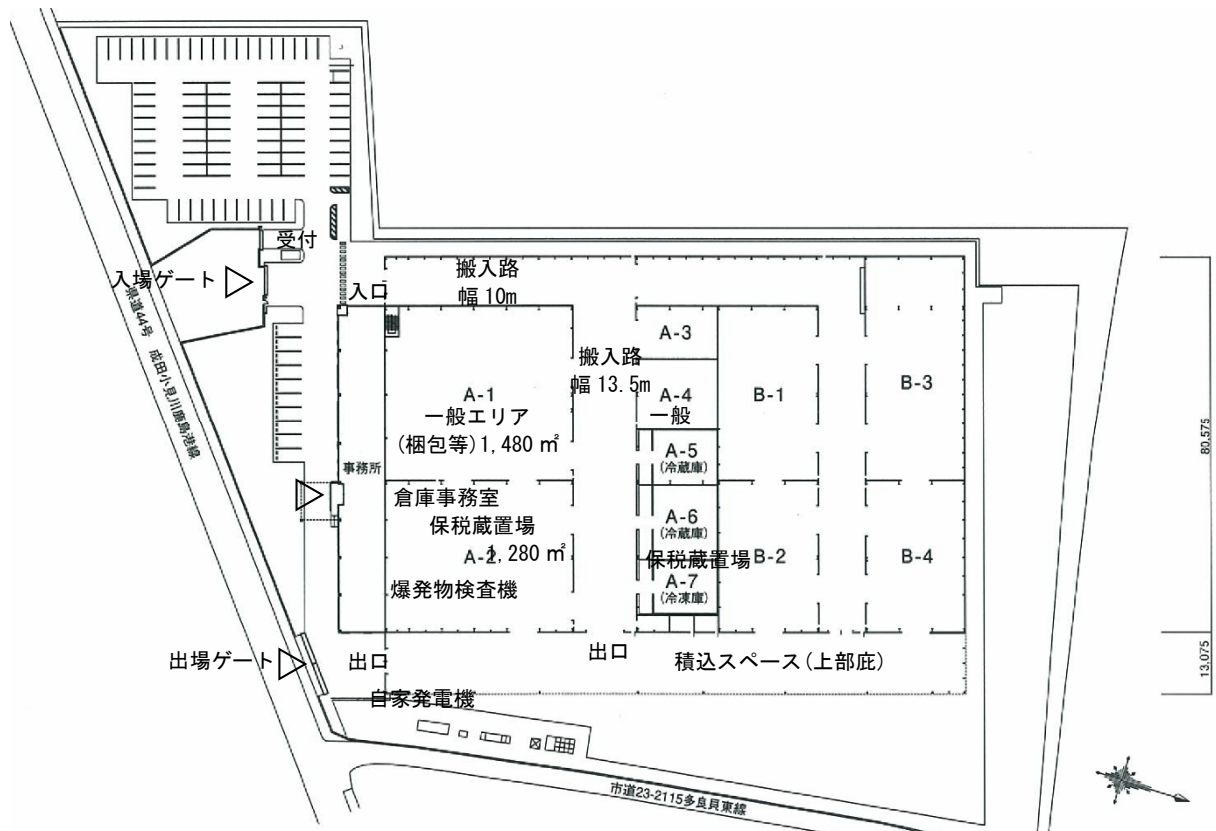 受付
入場ゲート
入口
搬入路
幅 10m
A-3
搬入路
幅 13.5m
A-1
A-4
B-1
B-3
一般エリア
(梱包等)1,480 ㎡
一般
A-5
(冷蔵庫)
事務所
県道44号 成田小見川鹿島港線
倉庫事務室
保税蔵置場
1,280 ㎡
A-2
A-6
(冷蔵庫)
保税蔵置場
B-2
B-4
爆発物検査機
A-7
(冷凍庫)
80,575
出場ゲート
出口
出口
積込スペース(上部庇)
13,075
自家発電機
市道23-2115多良貝東線